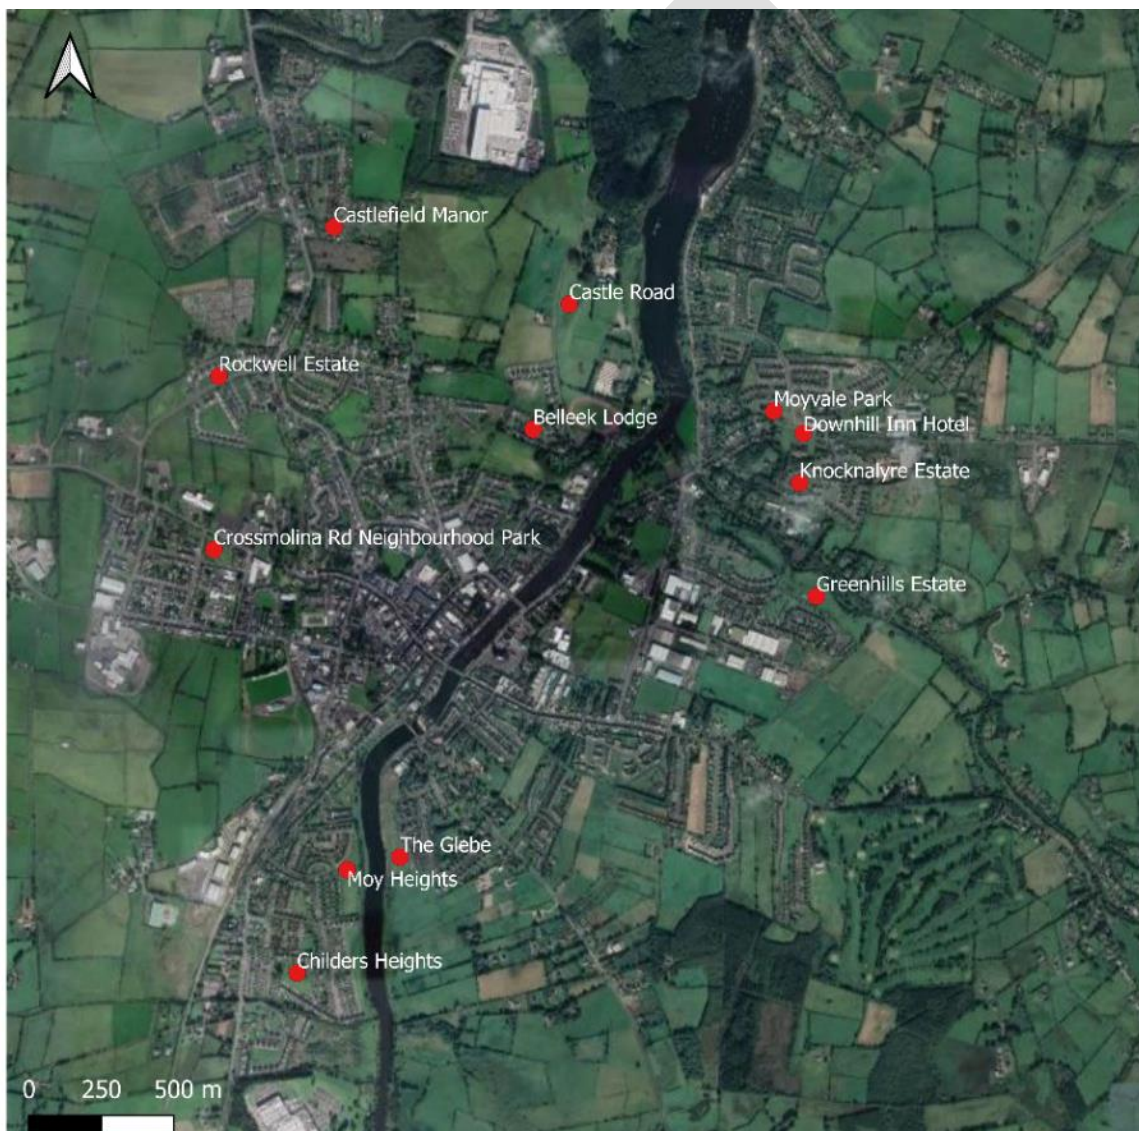 Castlefield Manor
Castle Road
Rockwell Estate
Moyvale Park
Belleek Lodge
Downhill Inn Hotel
Knocknalyre Estate
Crossmolina Rd Neighbourhood Park
Greenhills Estate
The Glebe
Moy Heights
Childers Heights
0 250 500 m